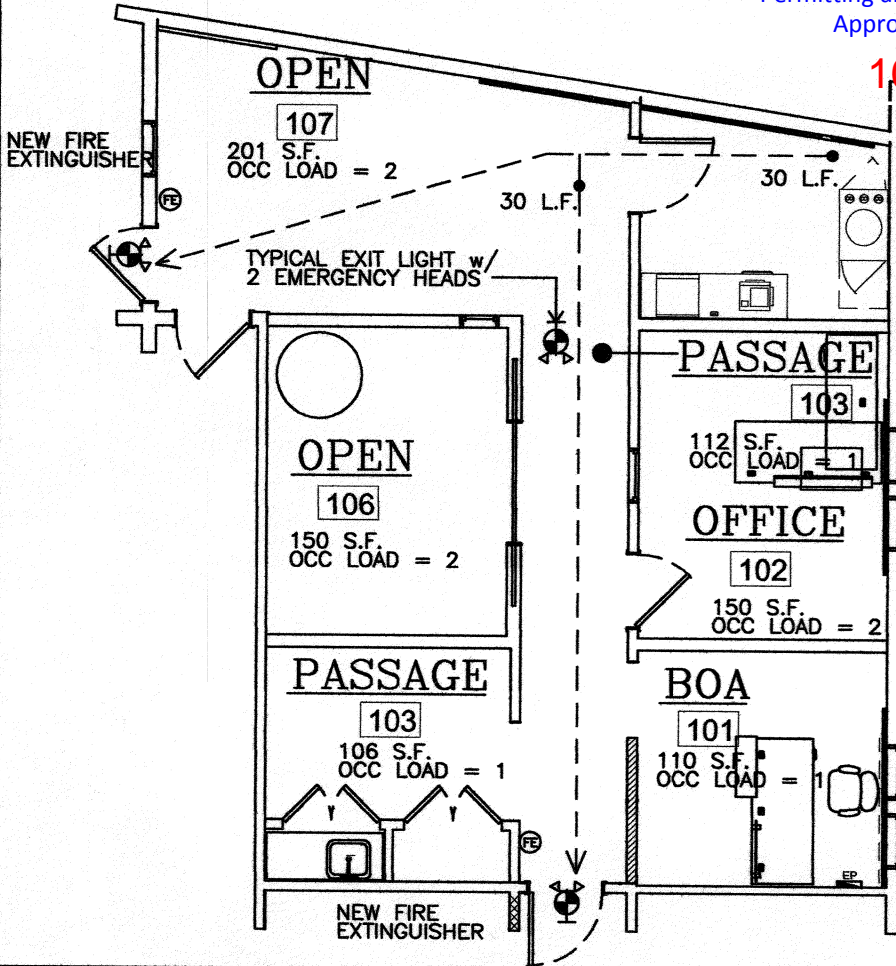 Appro
OPEN
107
201 S.F.
OCC LOAD = 2
NEW FIRE
EXTINGUISHER
FE
30 L.F.
30 L.F.
TYPICAL EXIT LIGHT w/
2 EMERGENCY HEADS
PASSAGE
103
112 S.F.
OCC LOAD = 1
OPEN
106
150 S.F.
OCC LOAD = 2
OFFICE
102
150 S.F.
OCC LOAD = 2
PASSAGE
103
106 S.F.
OCC LOAD = 1
BOA
101
110 S.F.
OCC LOAD = 1
FE
EP
NEW FIRE
EXTINGUISHER